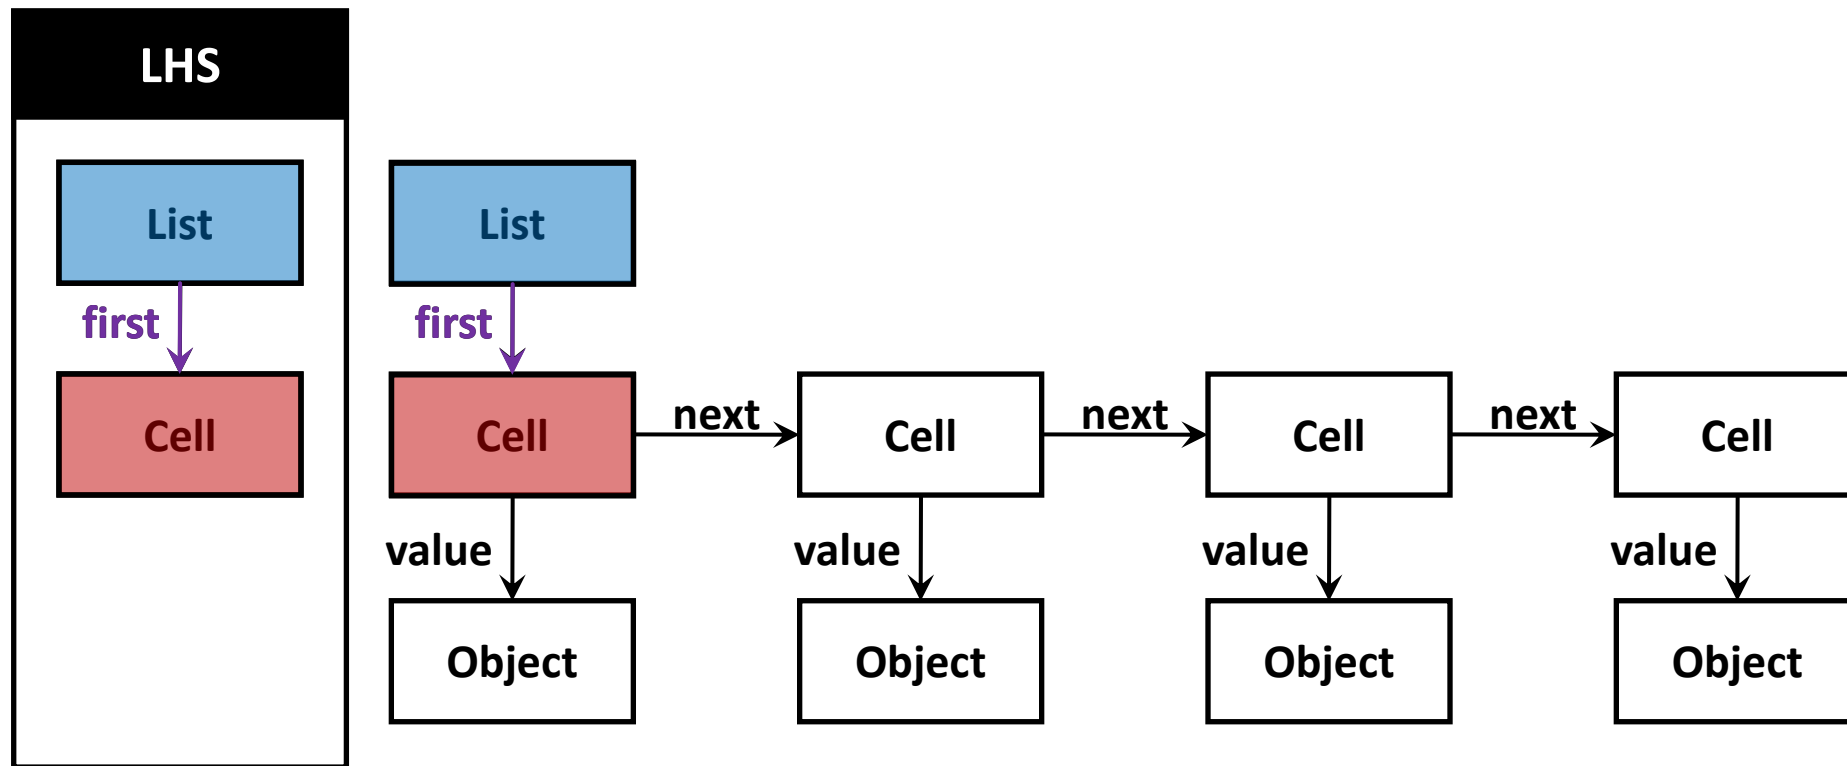 LHS
List
List
first
first
Cell
Cell
next
Cell
next
Cell
next
Cell
value
value
value
value
Object
Object
Object
Object